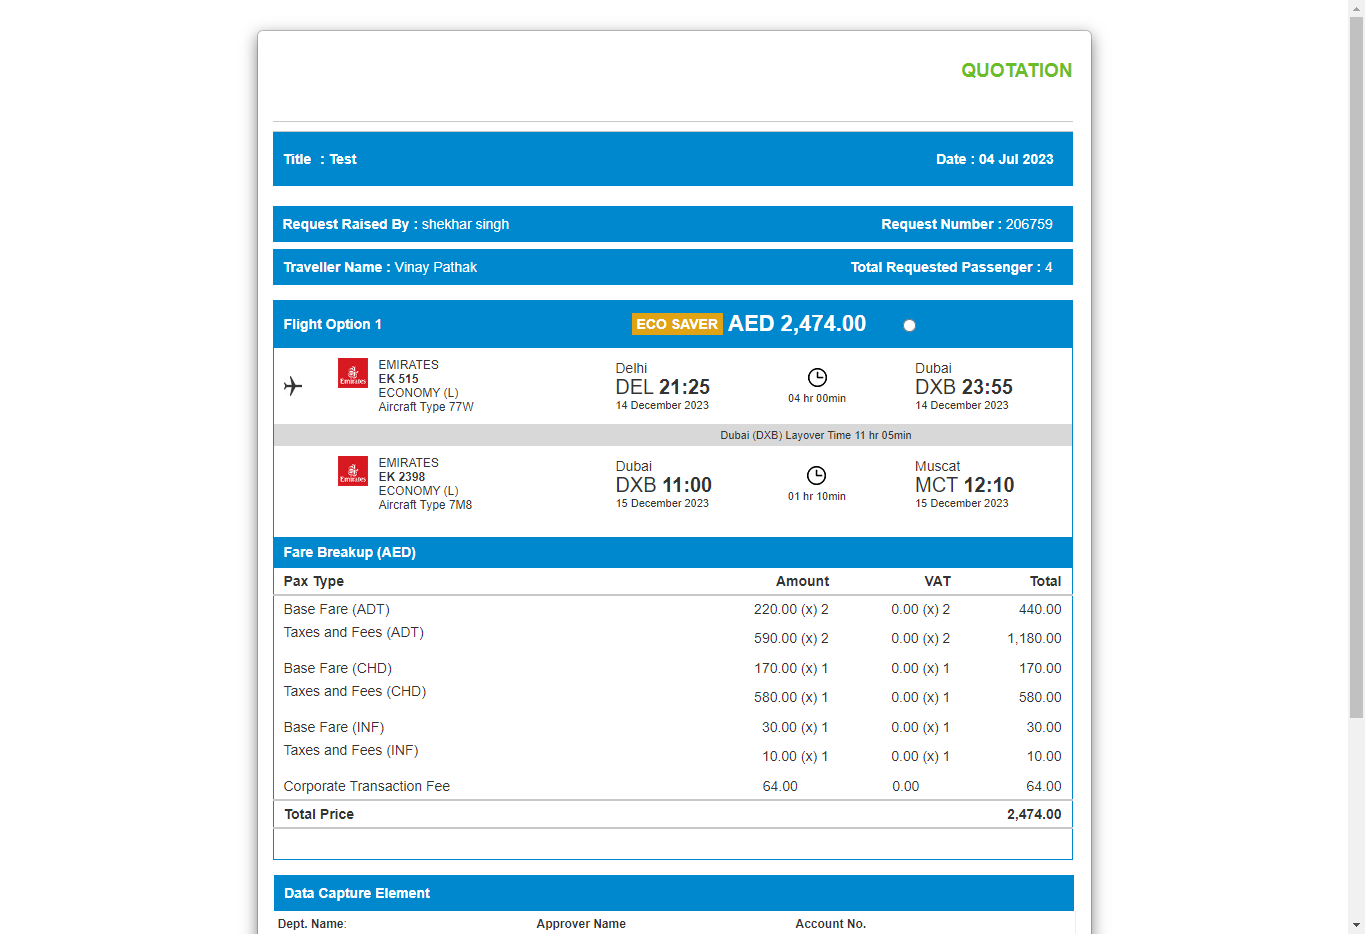 QUOTATION
Title : Test Date : 04 Jul 2023
Request Raised By : shekhar singh Request Number : 206759
Traveller Name : Vinay Pathak Total Requested Passenger : 4
Flight Option 1 ECO SAVER AED 2,474.00
Emirates
EMIRATES
EK 515
ECONOMY (L)
Aircraft Type 77W
Delhi
DEL 21:25
14 December 2023
04 hr 00min
Dubai
DXB 23:55
14 December 2023
Dubai (DXB) Layover Time 11 hr 05min
Emirates
EMIRATES
EK 2398
ECONOMY (L)
Aircraft Type 7M8
Dubai
DXB 11:00
15 December 2023
01 hr 10min
Muscat
MCT 12:10
15 December 2023
Fare Breakup (AED)
Pax Type Amount VAT Total
Base Fare (ADT) 220.00 (x) 2 0.00 (x) 2 440.00
Taxes and Fees (ADT) 590.00 (x) 2 0.00 (x) 2 1,180.00
Base Fare (CHD) 170.00 (x) 1 0.00 (x) 1 170.00
Taxes and Fees (CHD) 580.00 (x) 1 0.00 (x) 1 580.00
Base Fare (INF) 30.00 (x) 1 0.00 (x) 1 30.00
Taxes and Fees (INF) 10.00 (x) 1 0.00 (x) 1 10.00
Corporate Transaction Fee 64.00 0.00 64.00
Total Price 2,474.00
Data Capture Element
Dept. Name: Approver Name Account No.